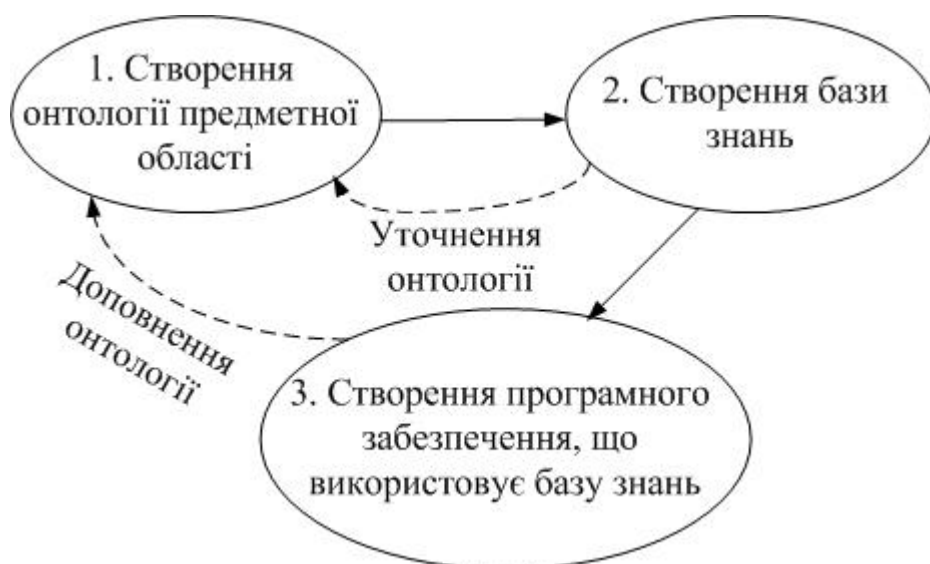 1. Створення
онтології предметної
області
2. Створення бази
знань
Уточнення
онтології
Доповнення
онтології
3. Створення програмного
забезпечення, що
використовує базу знань